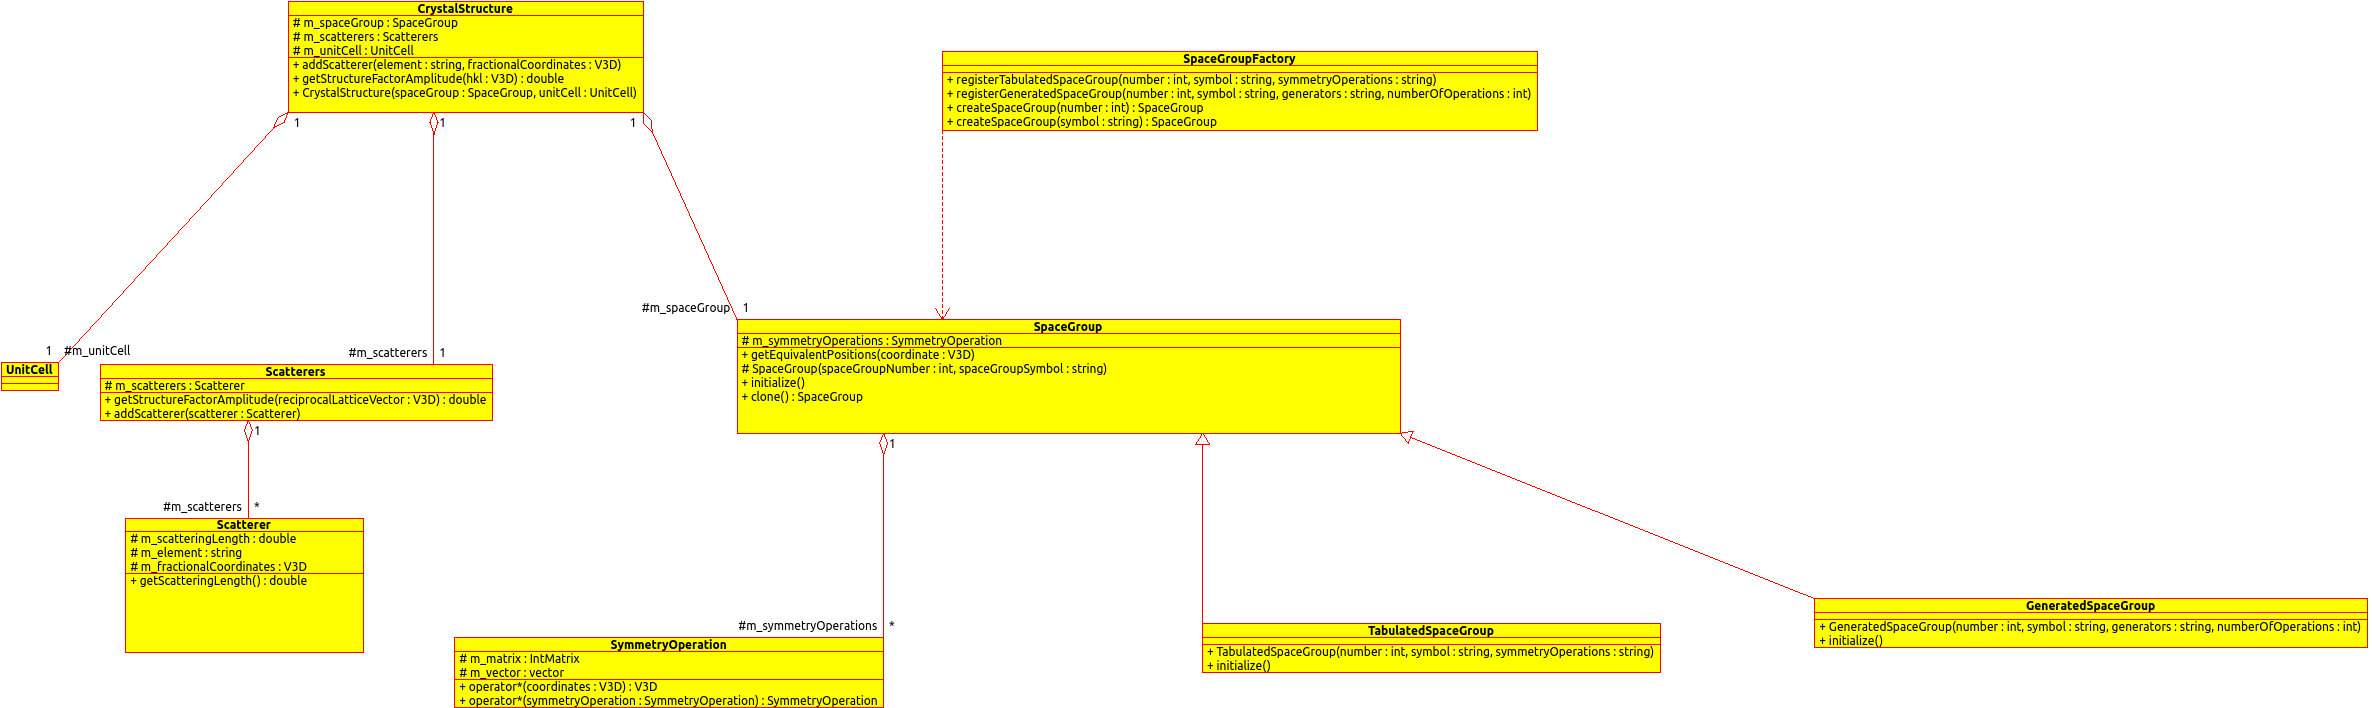 CrystalStructure
# m_spaceGroup : SpaceGroup
# m_scatterers : Scatterers
# m_unitCell : UnitCell
+ addScatterer(element : string, fractionalCoordinates : V3D)
+ getStructureFactorAmplitude(hkl : V3D) : double
+ CrystalStructure(spaceGroup : SpaceGroup, unitCell : UnitCell)
1
1
1
SpaceGroupFactory
+ registerTabulatedSpaceGroup(number : int, symbol : string, symmetryOperations : string)
+ registerGeneratedSpaceGroup(number : int, symbol : string, generators : string, numberOfOperations : int)
+ createSpaceGroup(number : int) : SpaceGroup
+ createSpaceGroup(symbol : string) : SpaceGroup
#m_spaceGroup 1
1 #m_unitCell
#m_scatterers 1
UnitCell
Scatterers
# m_scatterers : Scatterer
+ getStructureFactorAmplitude(reciprocalLatticeVector : V3D) : double
+ addScatterer(scatterer : Scatterer)
1
SpaceGroup
# m_symmetryOperations : SymmetryOperation
+ getEquivalentPositions(coordinate : V3D)
# SpaceGroup(spaceGroupNumber : int, spaceGroupSymbol : string)
+ initialize()
+ clone() : SpaceGroup
1
#m_scatterers *
Scatterer
# m_scatteringLength : double
# m_element : string
# m_fractionalCoordinates : V3D
+ getScatteringLength() : double
#m_symmetryOperations *
SymmetryOperation
# m_matrix : IntMatrix
# m_vector : vector
+ operator*(coordinates : V3D) : V3D
+ operator*(symmetryOperation : SymmetryOperation) : SymmetryOperation
TabulatedSpaceGroup
+ TabulatedSpaceGroup(number : int, symbol : string, symmetryOperations : string)
+ initialize()
GeneratedSpaceGroup
+ GeneratedSpaceGroup(number : int, symbol : string, generators : string, numberOfOperations : int)
+ initialize()